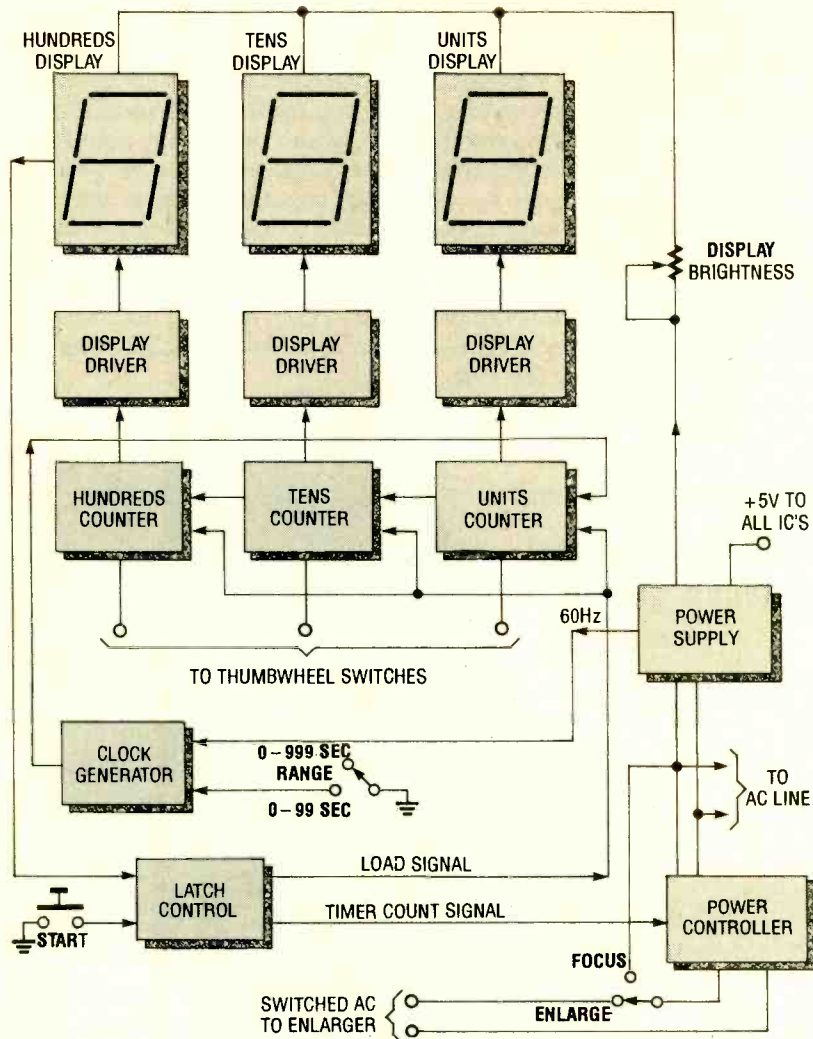 HUNDREDS
DISPLAY
TENS
DISPLAY
UNITS
DISPLAY
DISPLAY
BRIGHTNESS
DISPLAY
DRIVER
DISPLAY
DRIVER
DISPLAY
DRIVER
HUNDREDS
COUNTER
TENS
COUNTER
UNITS
COUNTER
+5V TO
ALL IC'S
60Hz
POWER
SUPPLY
TO THUMBWHEEL SWITCHES
CLOCK
GENERATOR
0–999 SEC
RANGE
0–99 SEC
TO
AC LINE
LATCH
CONTROL
LOAD SIGNAL
TIMER COUNT SIGNAL
START
POWER
CONTROLLER
FOCUS
SWITCHED AC
TO ENLARGER
ENLARGE